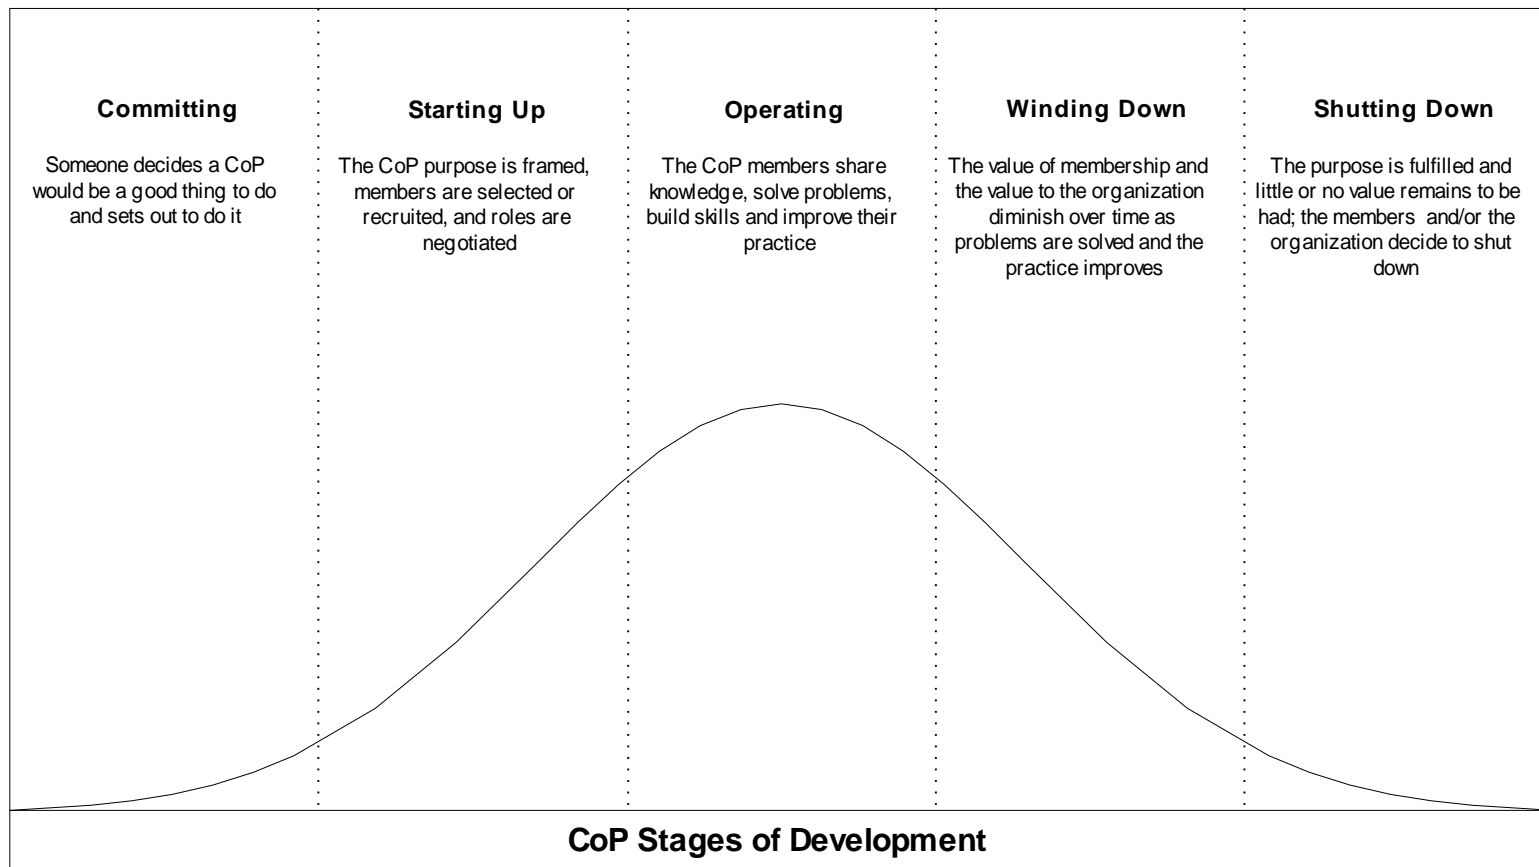 Committing
Someone decides a CoP
would be a good thing to do
and sets out to do it
Starting Up
The CoP purpose is framed,
members are selected or
recruited, and roles are
negotiated
Operating
The CoP members share
knowledge, solve problems,
build skills and improve their
practice
Winding Down
The value of membership and
the value to the organization
diminish over time as
problems are solved and the
practice improves
Shutting Down
The purpose is fulfilled and
little or no value remains to be
had; the members and/or the
organization decide to shut
down
CoP Stages of Development